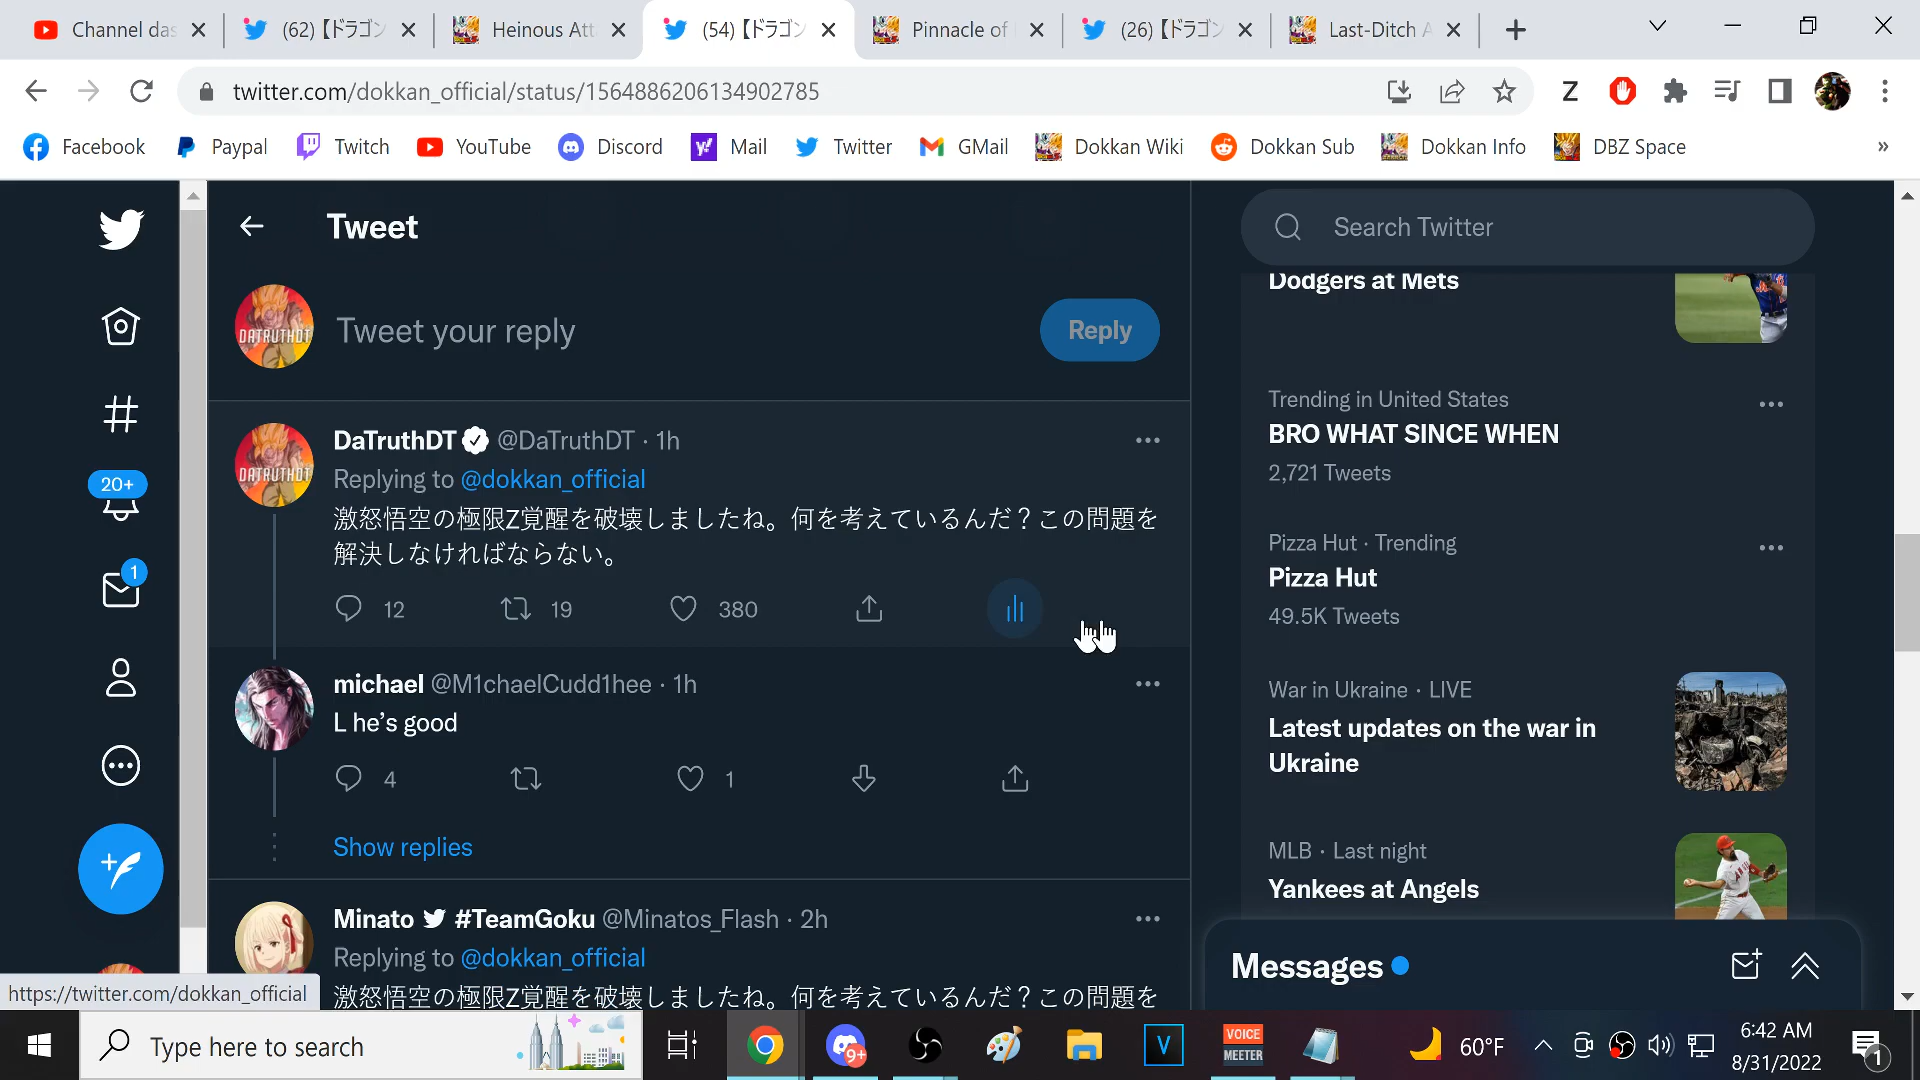 Channel das
(62)【ドラゴン
Heinous Att
(54)【ドラゴン
Pinnacle of
(26)【ドラゴン
Last-Ditch A
twitter.com/dokkan_official/status/1564886206134902785
Facebook
Paypal
Twitch
YouTube
Discord
Mail
Twitter
GMail
Dokkan Wiki
Dokkan Sub
Dokkan Info
DBZ Space
Tweet
Search Twitter
DATRUTHDT
Tweet your reply
Reply
DATRUTHDT
DaTruthDT @DaTruthDT · 1h
Replying to @dokkan_official
激怒悟空の極限Z覚醒を破壊しましたね。何を考えているんだ？この問題を
解決しなければならない。
12
19
380
michael @M1chaelCudd1hee · 1h
L he’s good
4
1
Show replies
Minato #TeamGoku @Minatos_Flash · 2h
Replying to @dokkan_official
激怒悟空の極限Z覚醒を破壊しましたね。何を考えているんだ？この問題を
20+
1
Dodgers at Mets
Trending in United States
BRO WHAT SINCE WHEN
2,721 Tweets
Pizza Hut · Trending
Pizza Hut
49.5K Tweets
War in Ukraine · LIVE
Latest updates on the war in
Ukraine
MLB · Last night
Yankees at Angels
Messages
https://twitter.com/dokkan_official
Type here to search
9+
V
VOICE
MEETER
60°F
6:42 AM
8/31/2022
1